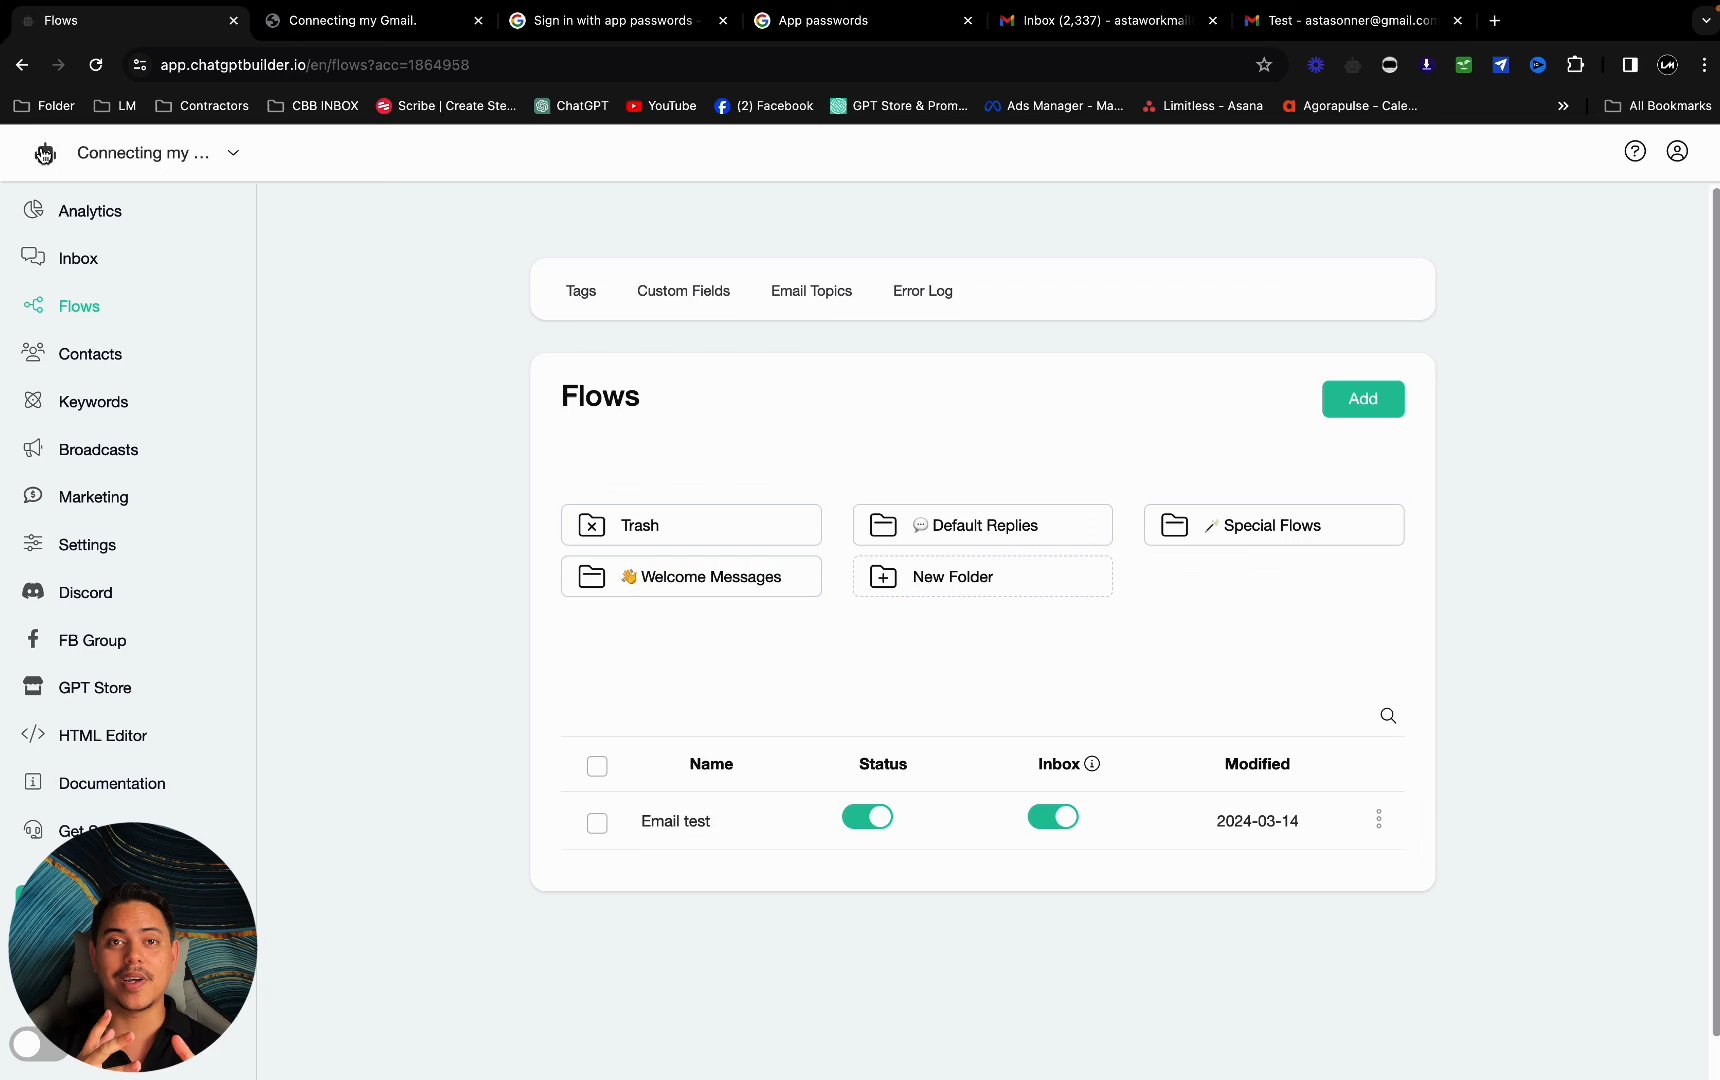 Flows
Connecting my Gmail.
Sign in with app passwords -
App passwords
Inbox (2,337) - astaworkmail
Test - astasonner@gmail.com
app.chatgptbuilder.io/en/flows?acc=1864958
Folder
LM
Contractors
CBB INBOX
Scribe | Create Ste...
ChatGPT
YouTube
(2) Facebook
GPT Store & Prom...
Ads Manager - Ma...
Limitless - Asana
Agorapulse - Cale...
All Bookmarks
Connecting my ...
Analytics
Inbox
Flows
Contacts
Keywords
Broadcasts
Marketing
Settings
Discord
FB Group
GPT Store
HTML Editor
Documentation
Get
Tags Custom Fields Email Topics Error Log
Flows
Add
Trash
💬 Default Replies
🪄 Special Flows
👋 Welcome Messages
New Folder
Name Status Inbox Modified
Email test 2024-03-14